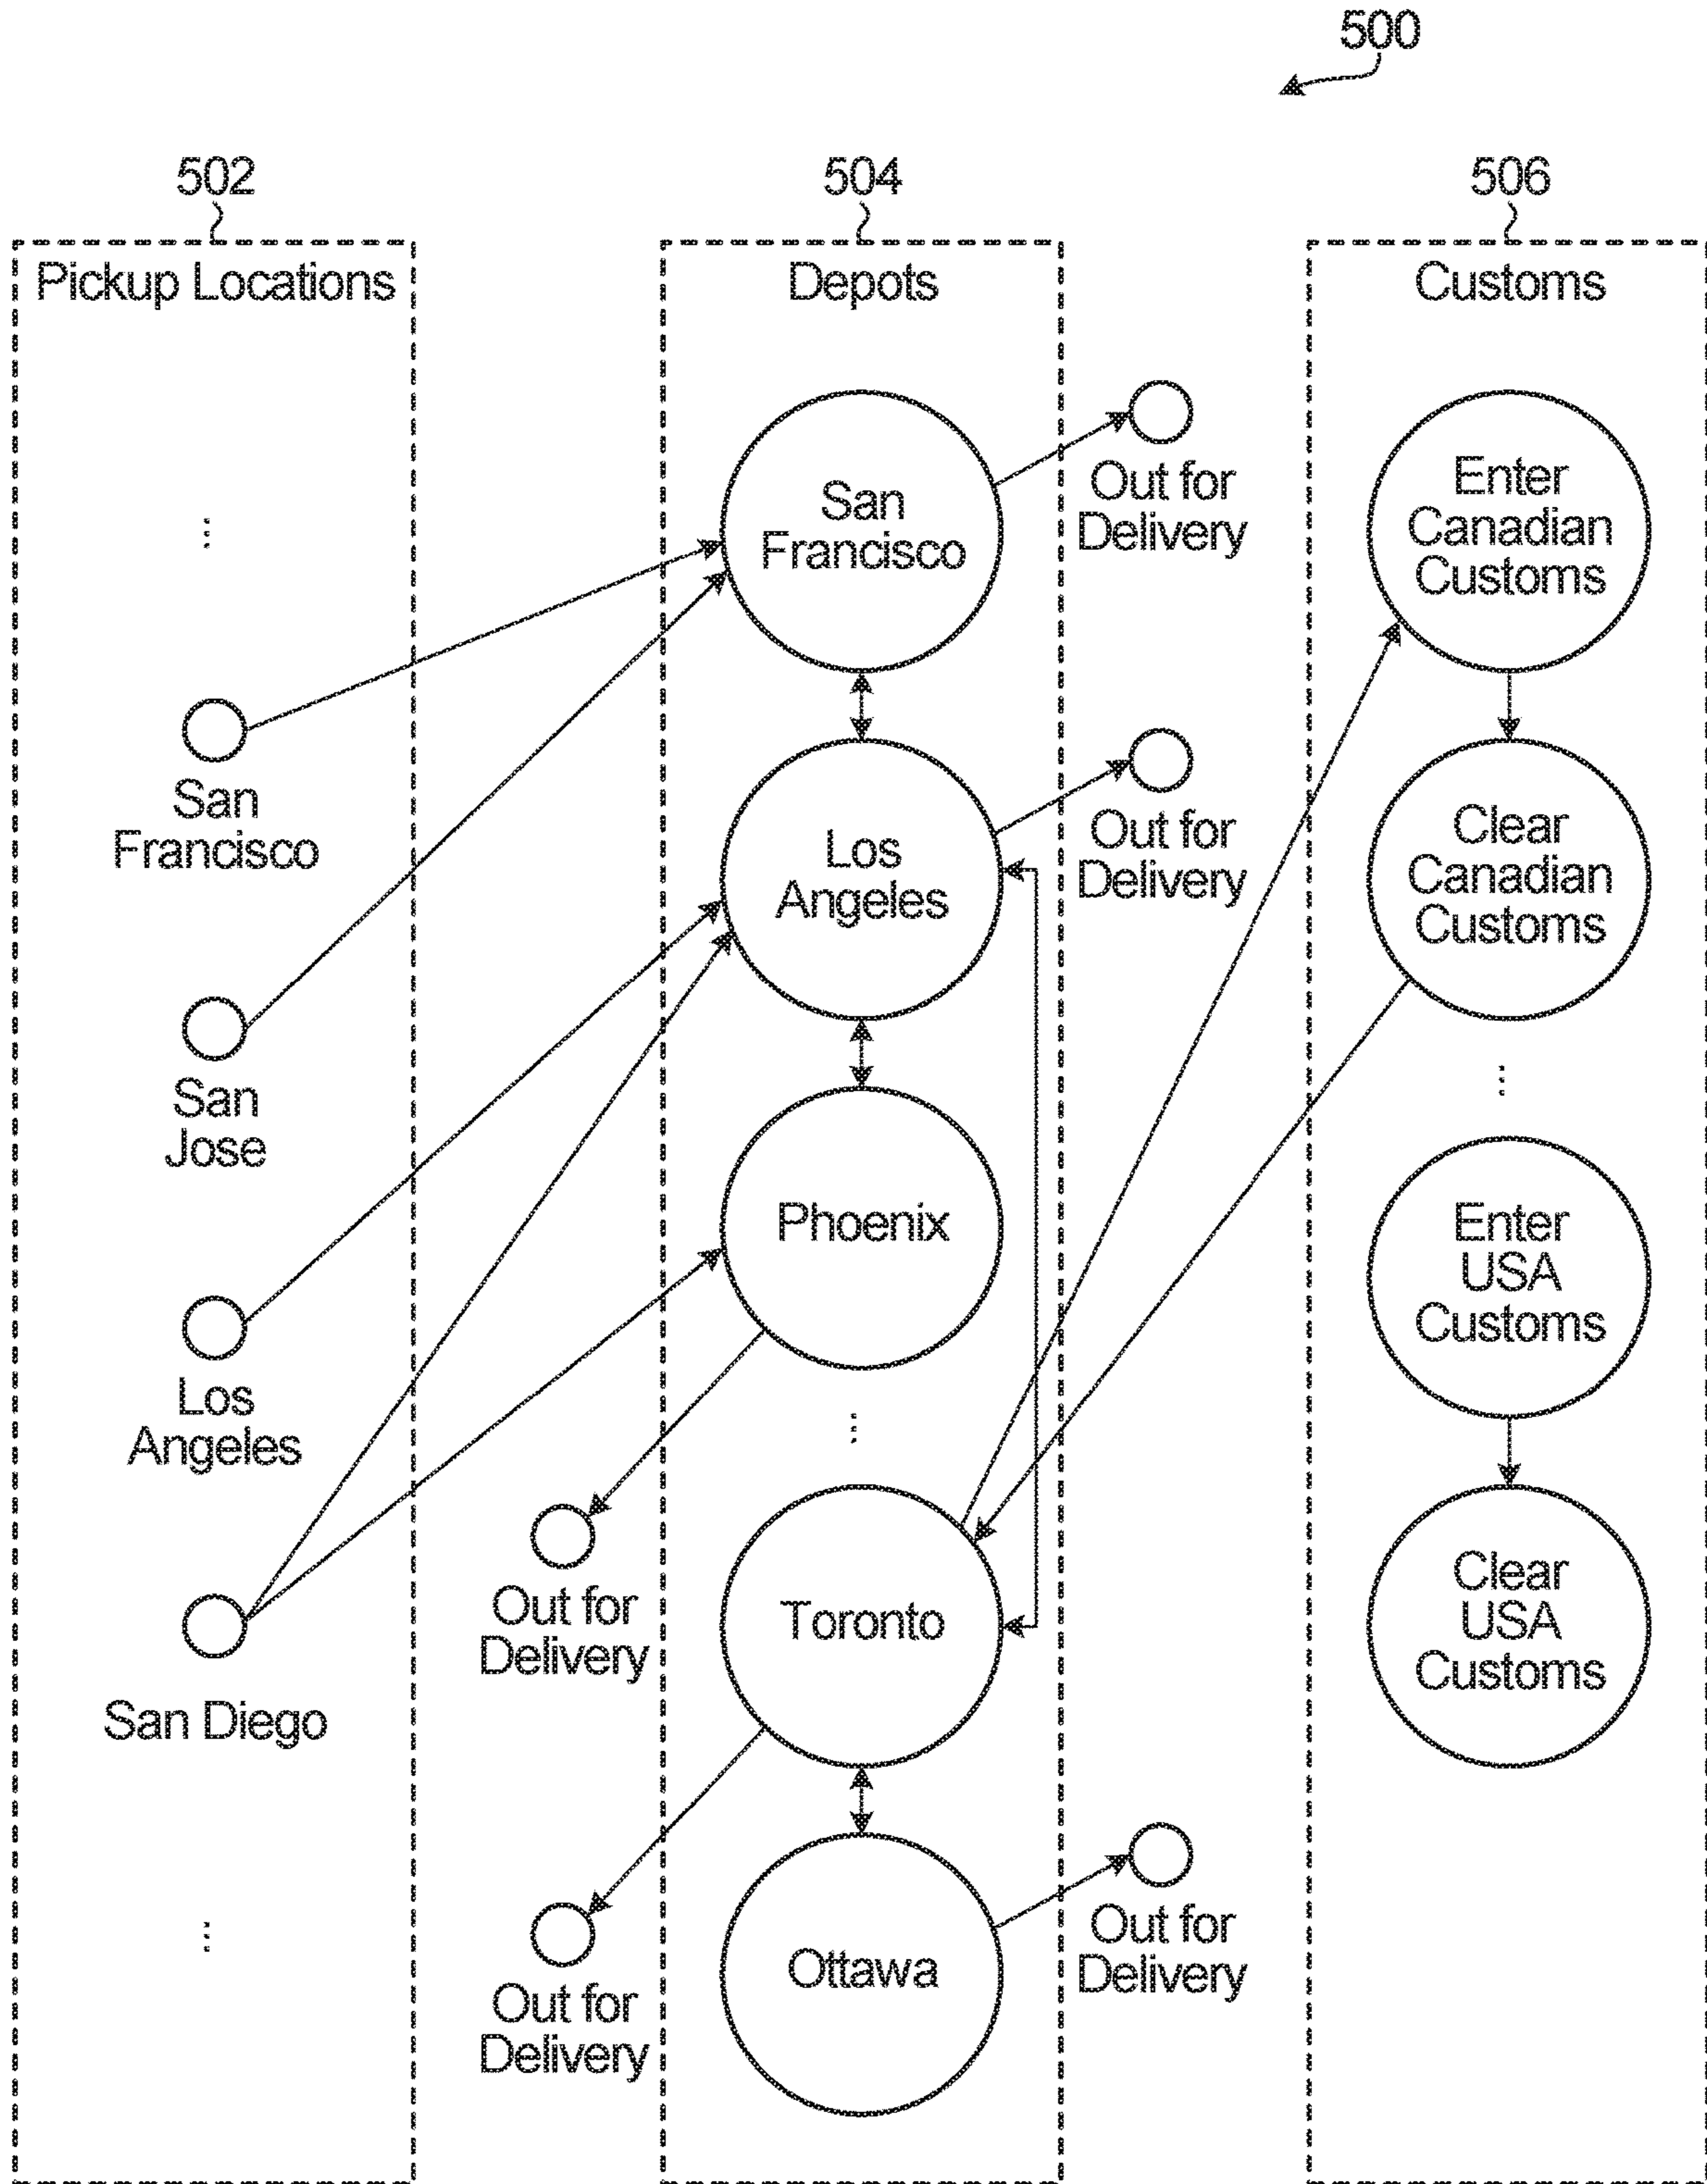 500
502
Pickup Locations
...
San
Francisco
San
Jose
Los
Angeles
San Diego
...
504
Depots
San
Francisco
Out for
Delivery
Los
Angeles
Out for
Delivery
Phoenix
Out for
Delivery
...
Toronto
Out for
Delivery
Ottawa
Out for
Delivery
506
Customs
Enter
Canadian
Customs
Clear
Canadian
Customs
...
Enter
USA
Customs
Clear
USA
Customs